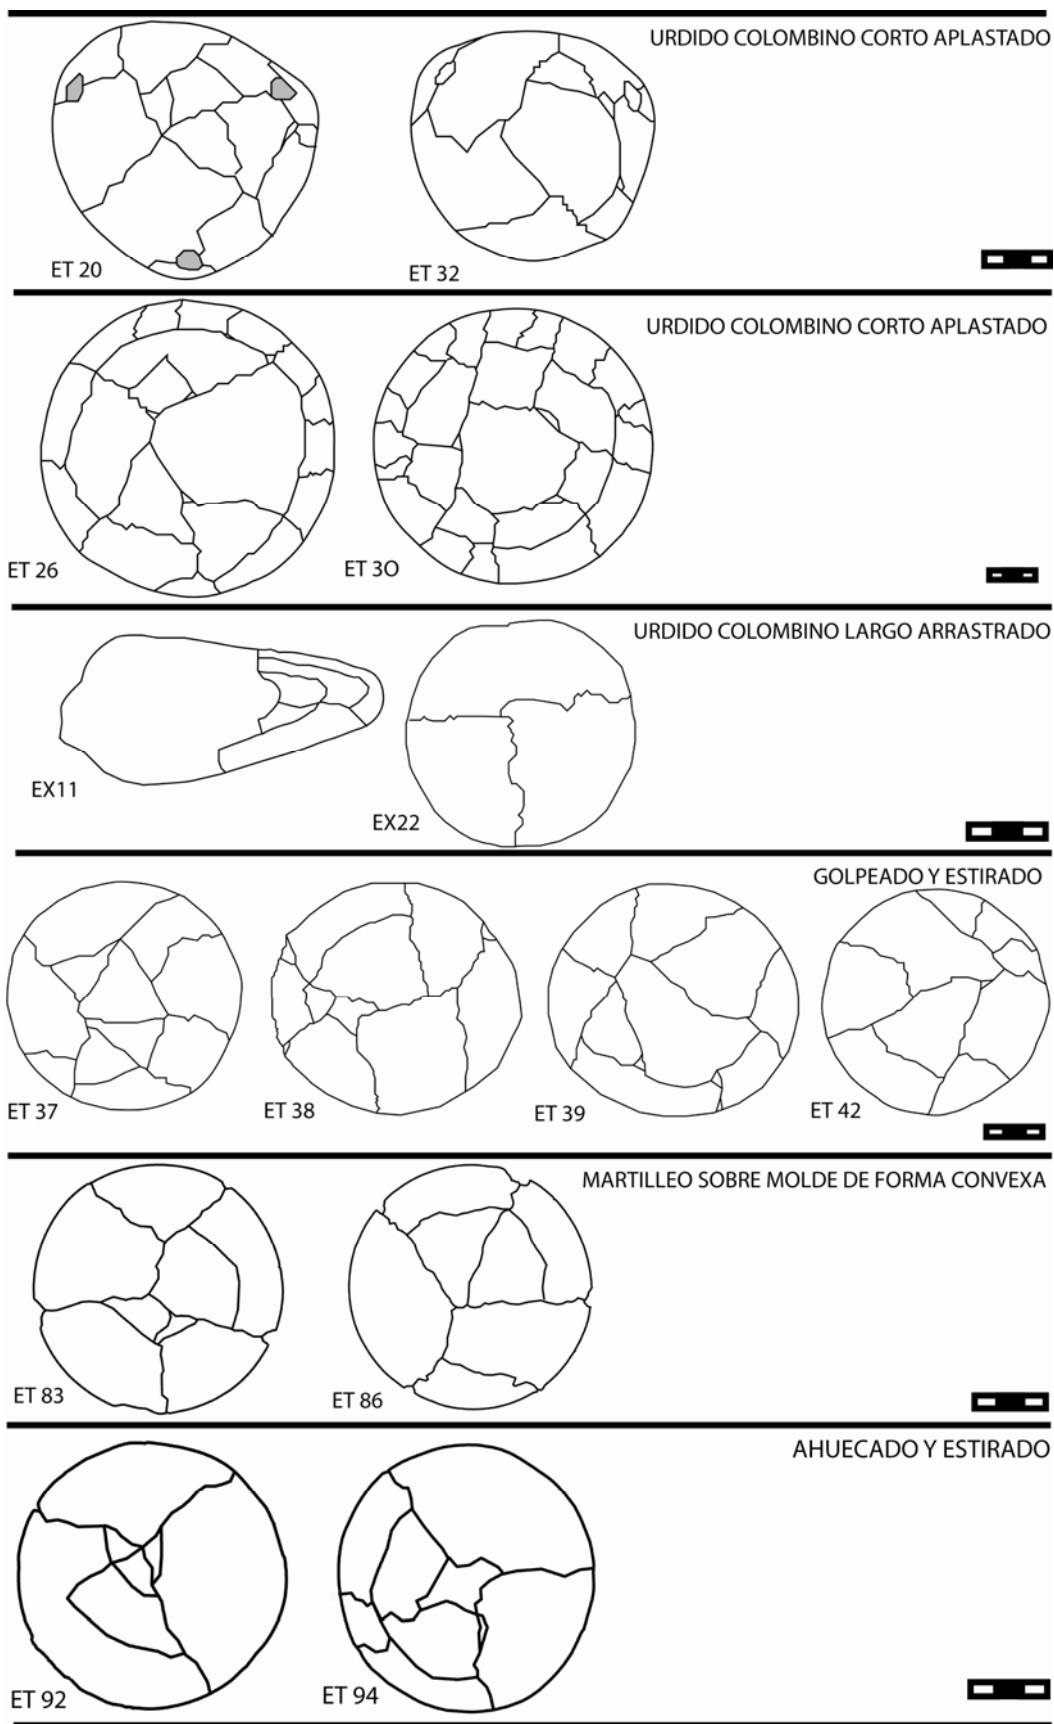 URDIDO COLOMBINO CORTO APLASTADO
ET 20
ET 32
URDIDO COLOMBINO CORTO APLASTADO
ET 26
ET 3O
URDIDO COLOMBINO LARGO ARRASTRADO
EX11
EX22
GOLPEADO Y ESTIRADO
ET 37
ET 38
ET 39
ET 42
MARTILLEO SOBRE MOLDE DE FORMA CONVEXA
ET 83
ET 86
AHUECADO Y ESTIRADO
ET 92
ET 94